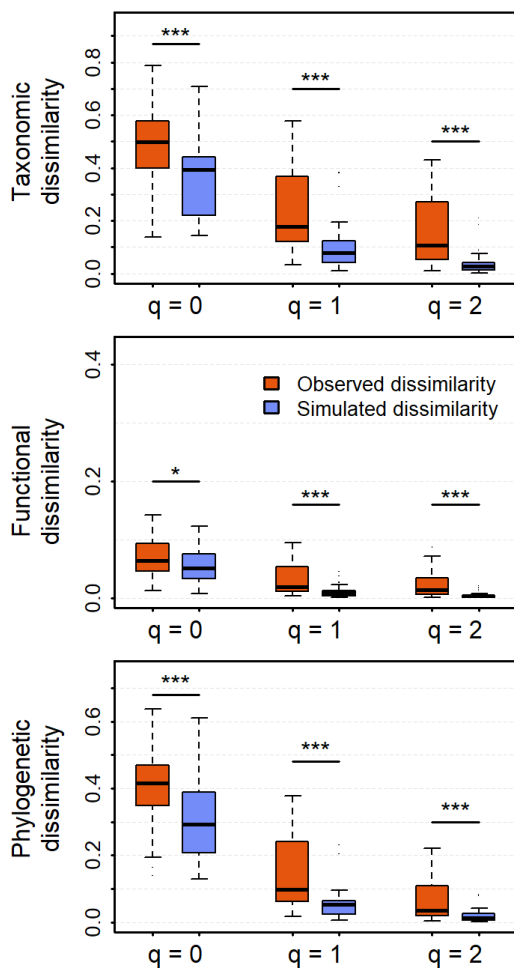 Taxonomic
dissimilarity
0.8
0.6
0.4
0.2
0.0
***
***
***
q = 0
q = 1
q = 2
Functional
dissimilarity
0.4
0.2
0.0
Observed dissimilarity
Simulated dissimilarity
*
***
***
q = 0
q = 1
q = 2
Phylogenetic
dissimilarity
0.6
0.4
0.2
0.0
***
***
***
q = 0
q = 1
q = 2